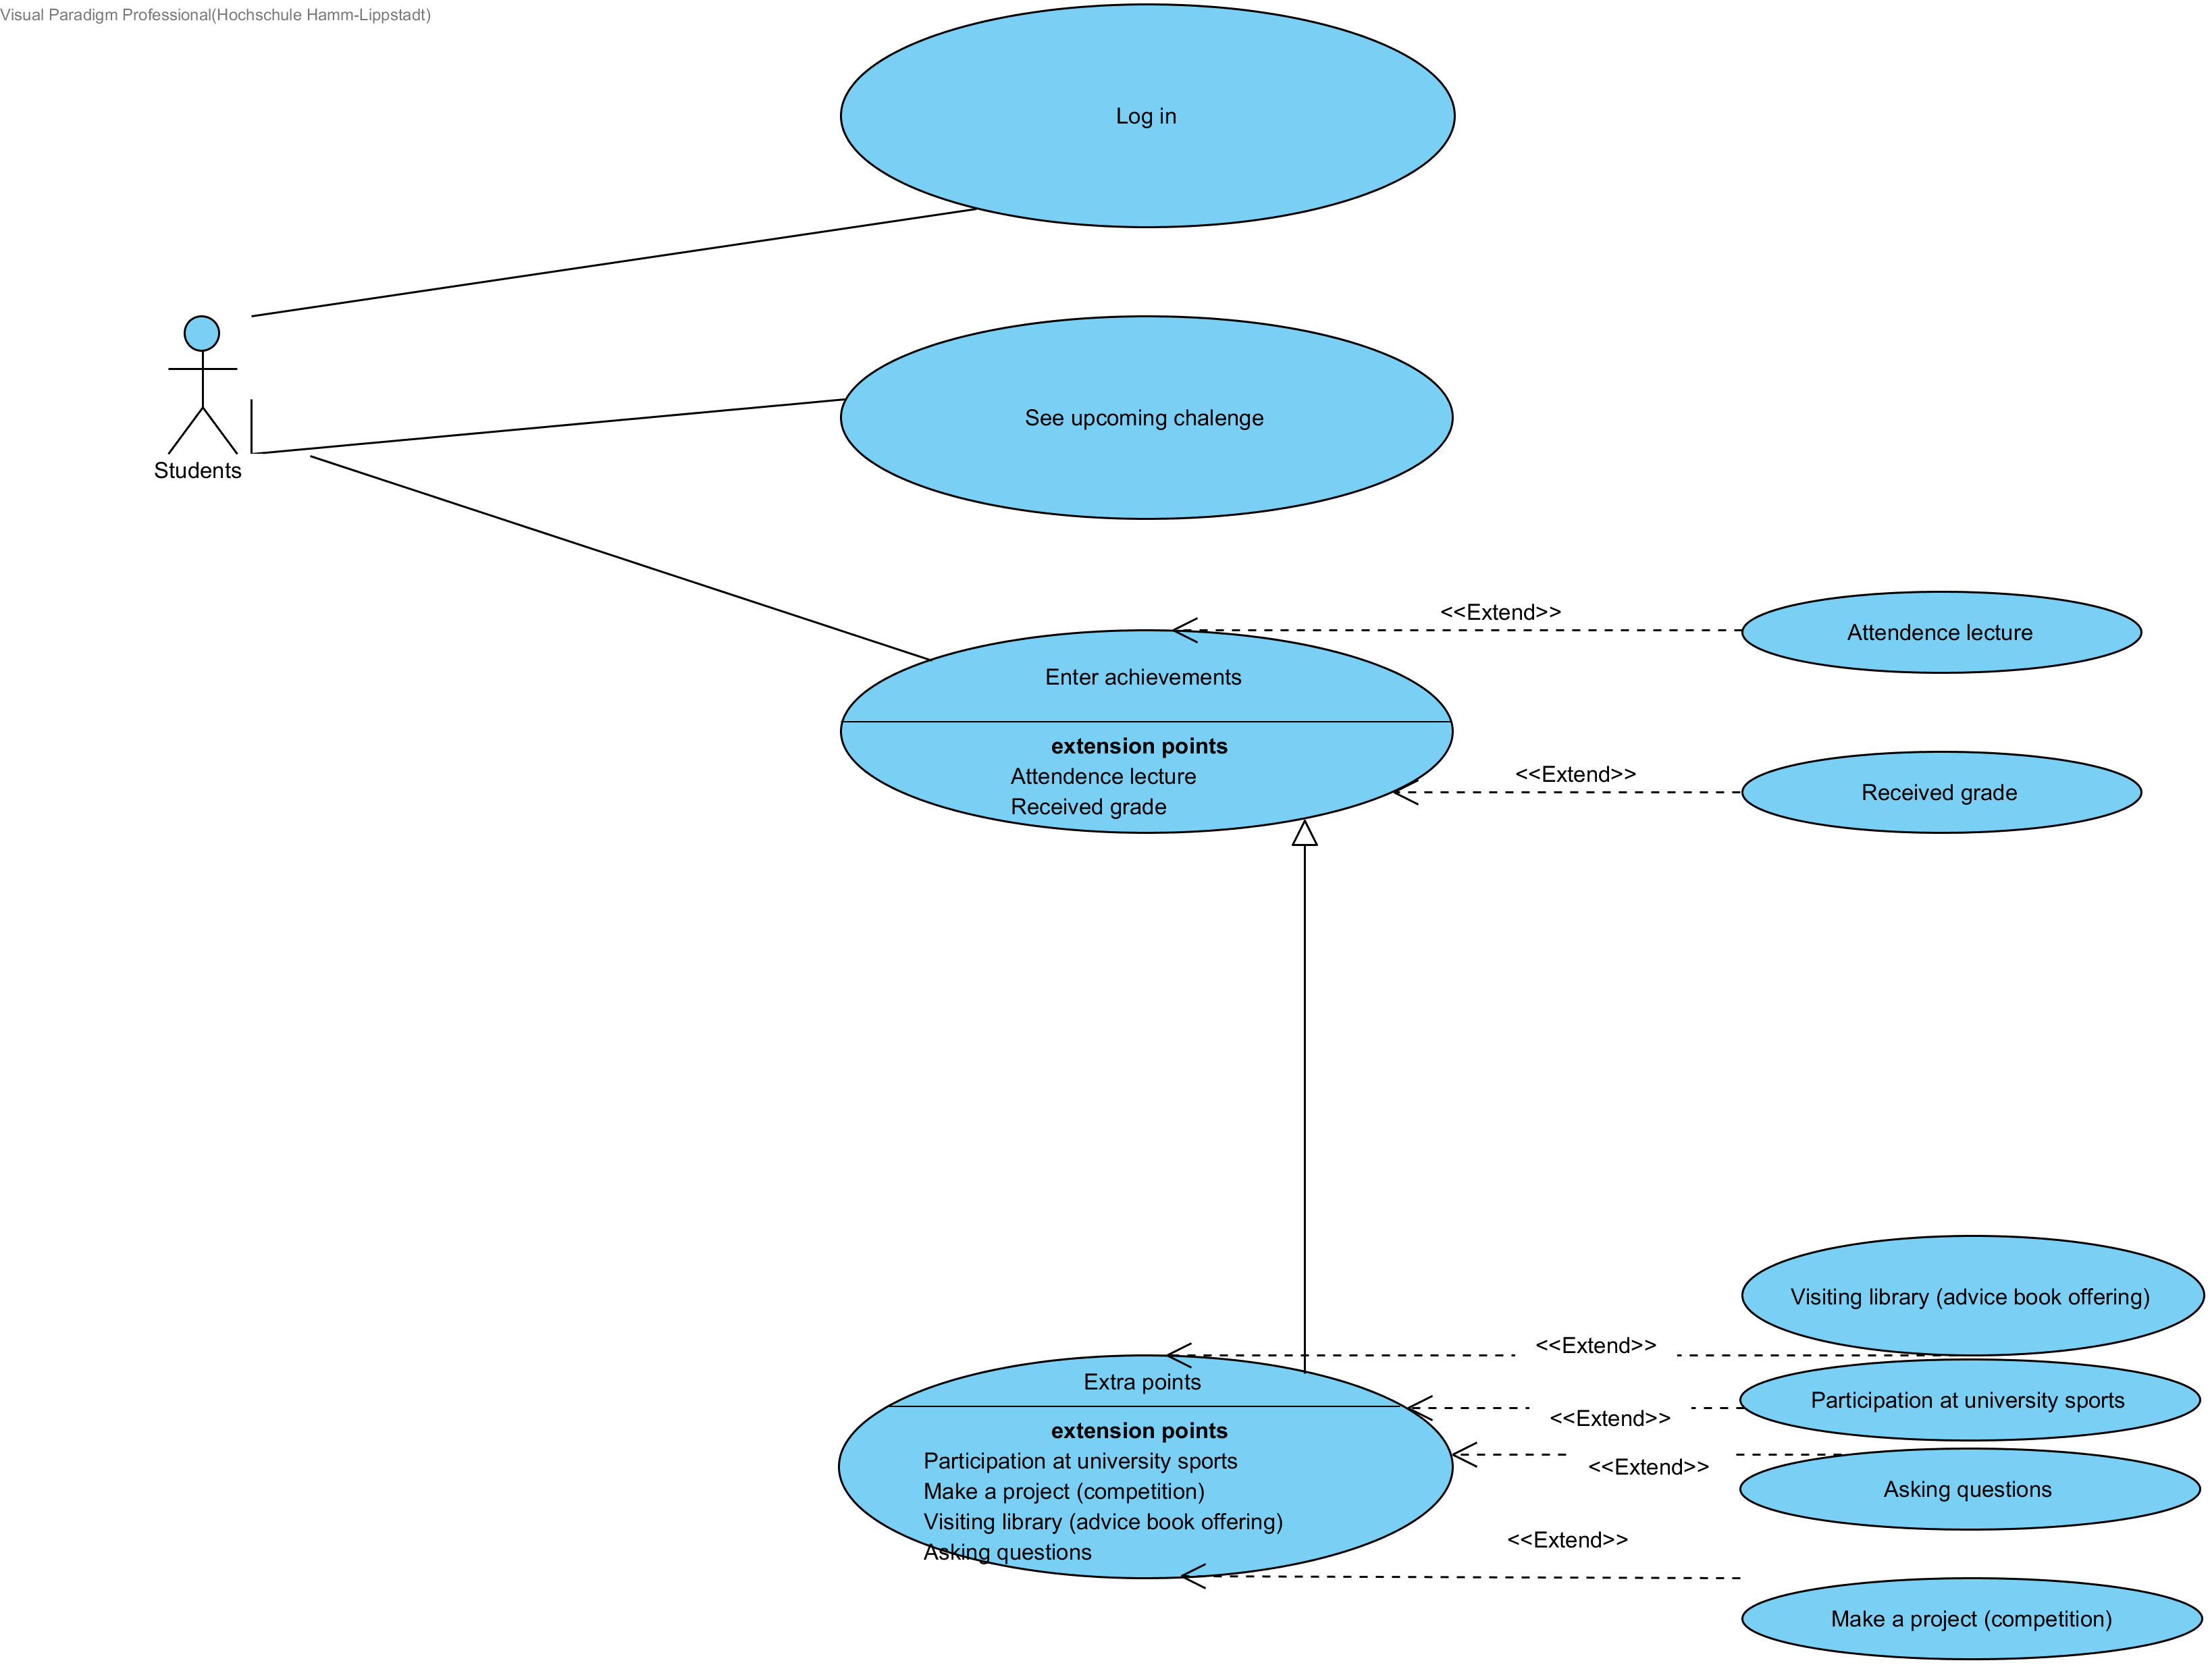 Visual Paradigm Professional(Hochschule Hamm-Lippstadt)
Log in
Students
See upcoming chalenge
<<Extend>>
Attendence lecture
Enter achievements
extension points
Attendence lecture
Received grade
<<Extend>>
Received grade
Visiting library (advice book offering)
<<Extend>>
Extra points
Participation at university sports
<<Extend>>
extension points
Participation at university sports
Make a project (competition)
Visiting library (advice book offering)
Asking questions
<<Extend>>
Asking questions
<<Extend>>
Make a project (competition)